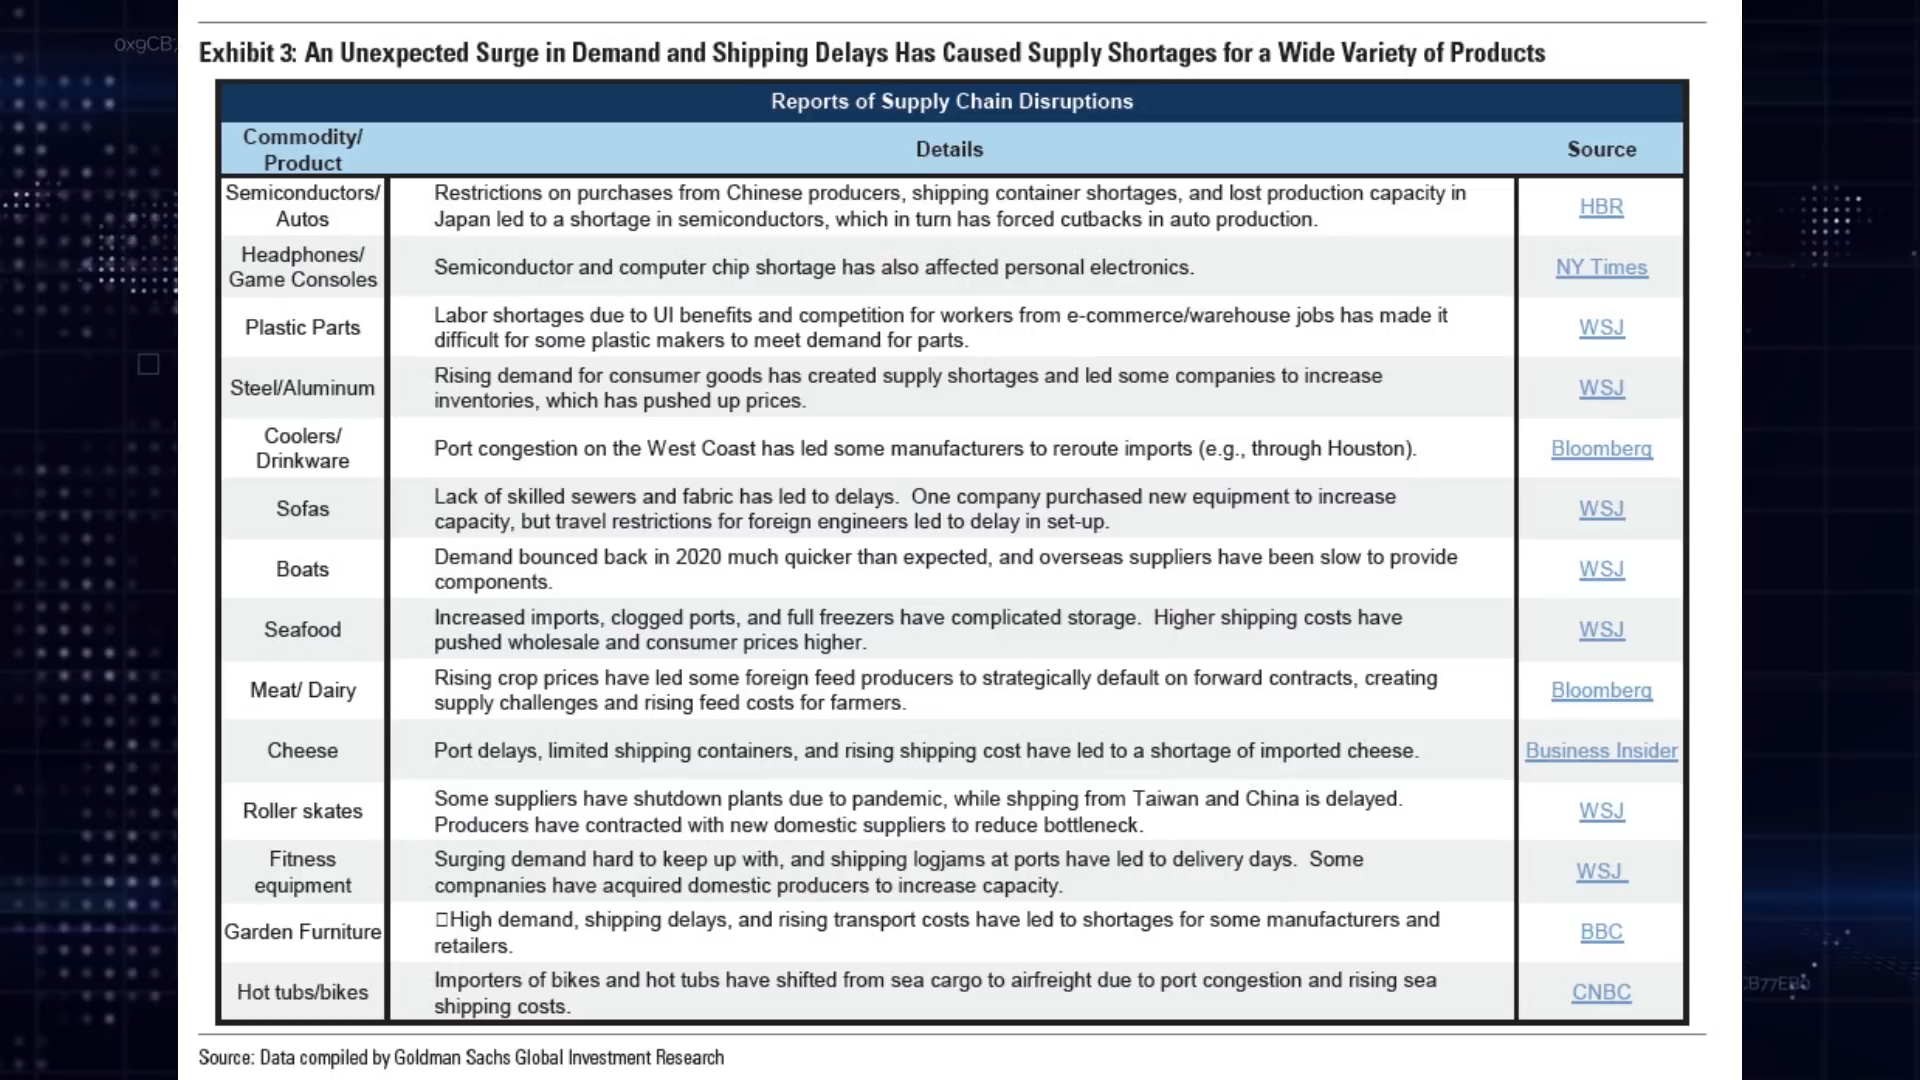 0x9CB;
Exhibit 3: An Unexpected Surge in Demand and Shipping Delays Has Caused Supply Shortages for a Wide Variety of Products
Reports of Supply Chain Disruptions
Commodity/
Product
Details
Source
Semiconductors/
Autos
Restrictions on purchases from Chinese producers, shipping container shortages, and lost production capacity in
Japan led to a shortage in semiconductors, which in turn has forced cutbacks in auto production.
HBR
Headphones/
Game Consoles
Semiconductor and computer chip shortage has also affected personal electronics.
NY Times
Plastic Parts
Labor shortages due to UI benefits and competition for workers from e-commerce/warehouse jobs has made it
difficult for some plastic makers to meet demand for parts.
WSJ
Steel/Aluminum
Rising demand for consumer goods has created supply shortages and led some companies to increase
inventories, which has pushed up prices.
WSJ
Coolers/
Drinkware
Port congestion on the West Coast has led some manufacturers to reroute imports (e.g., through Houston).
Bloomberg
Sofas
Lack of skilled sewers and fabric has led to delays.  One company purchased new equipment to increase
capacity, but travel restrictions for foreign engineers led to delay in set-up.
WSJ
Boats
Demand bounced back in 2020 much quicker than expected, and overseas suppliers have been slow to provide
components.
WSJ
Seafood
Increased imports, clogged ports, and full freezers have complicated storage.  Higher shipping costs have
pushed wholesale and consumer prices higher.
WSJ
Meat/ Dairy
Rising crop prices have led some foreign feed producers to strategically default on forward contracts, creating
supply challenges and rising feed costs for farmers.
Bloomberg
Cheese
Port delays, limited shipping containers, and rising shipping cost have led to a shortage of imported cheese.
Business Insider
Roller skates
Some suppliers have shutdown plants due to pandemic, while shpping from Taiwan and China is delayed.
Producers have contracted with new domestic suppliers to reduce bottleneck.
WSJ
Fitness
equipment
Surging demand hard to keep up with, and shipping logjams at ports have led to delivery days.  Some
compnanies have acquired domestic producers to increase capacity.
WSJ
Garden Furniture
□High demand, shipping delays, and rising transport costs have led to shortages for some manufacturers and
retailers.
BBC
Hot tubs/bikes
Importers of bikes and hot tubs have shifted from sea cargo to airfreight due to port congestion and rising sea
shipping costs.
CNBC
Source: Data compiled by Goldman Sachs Global Investment Research